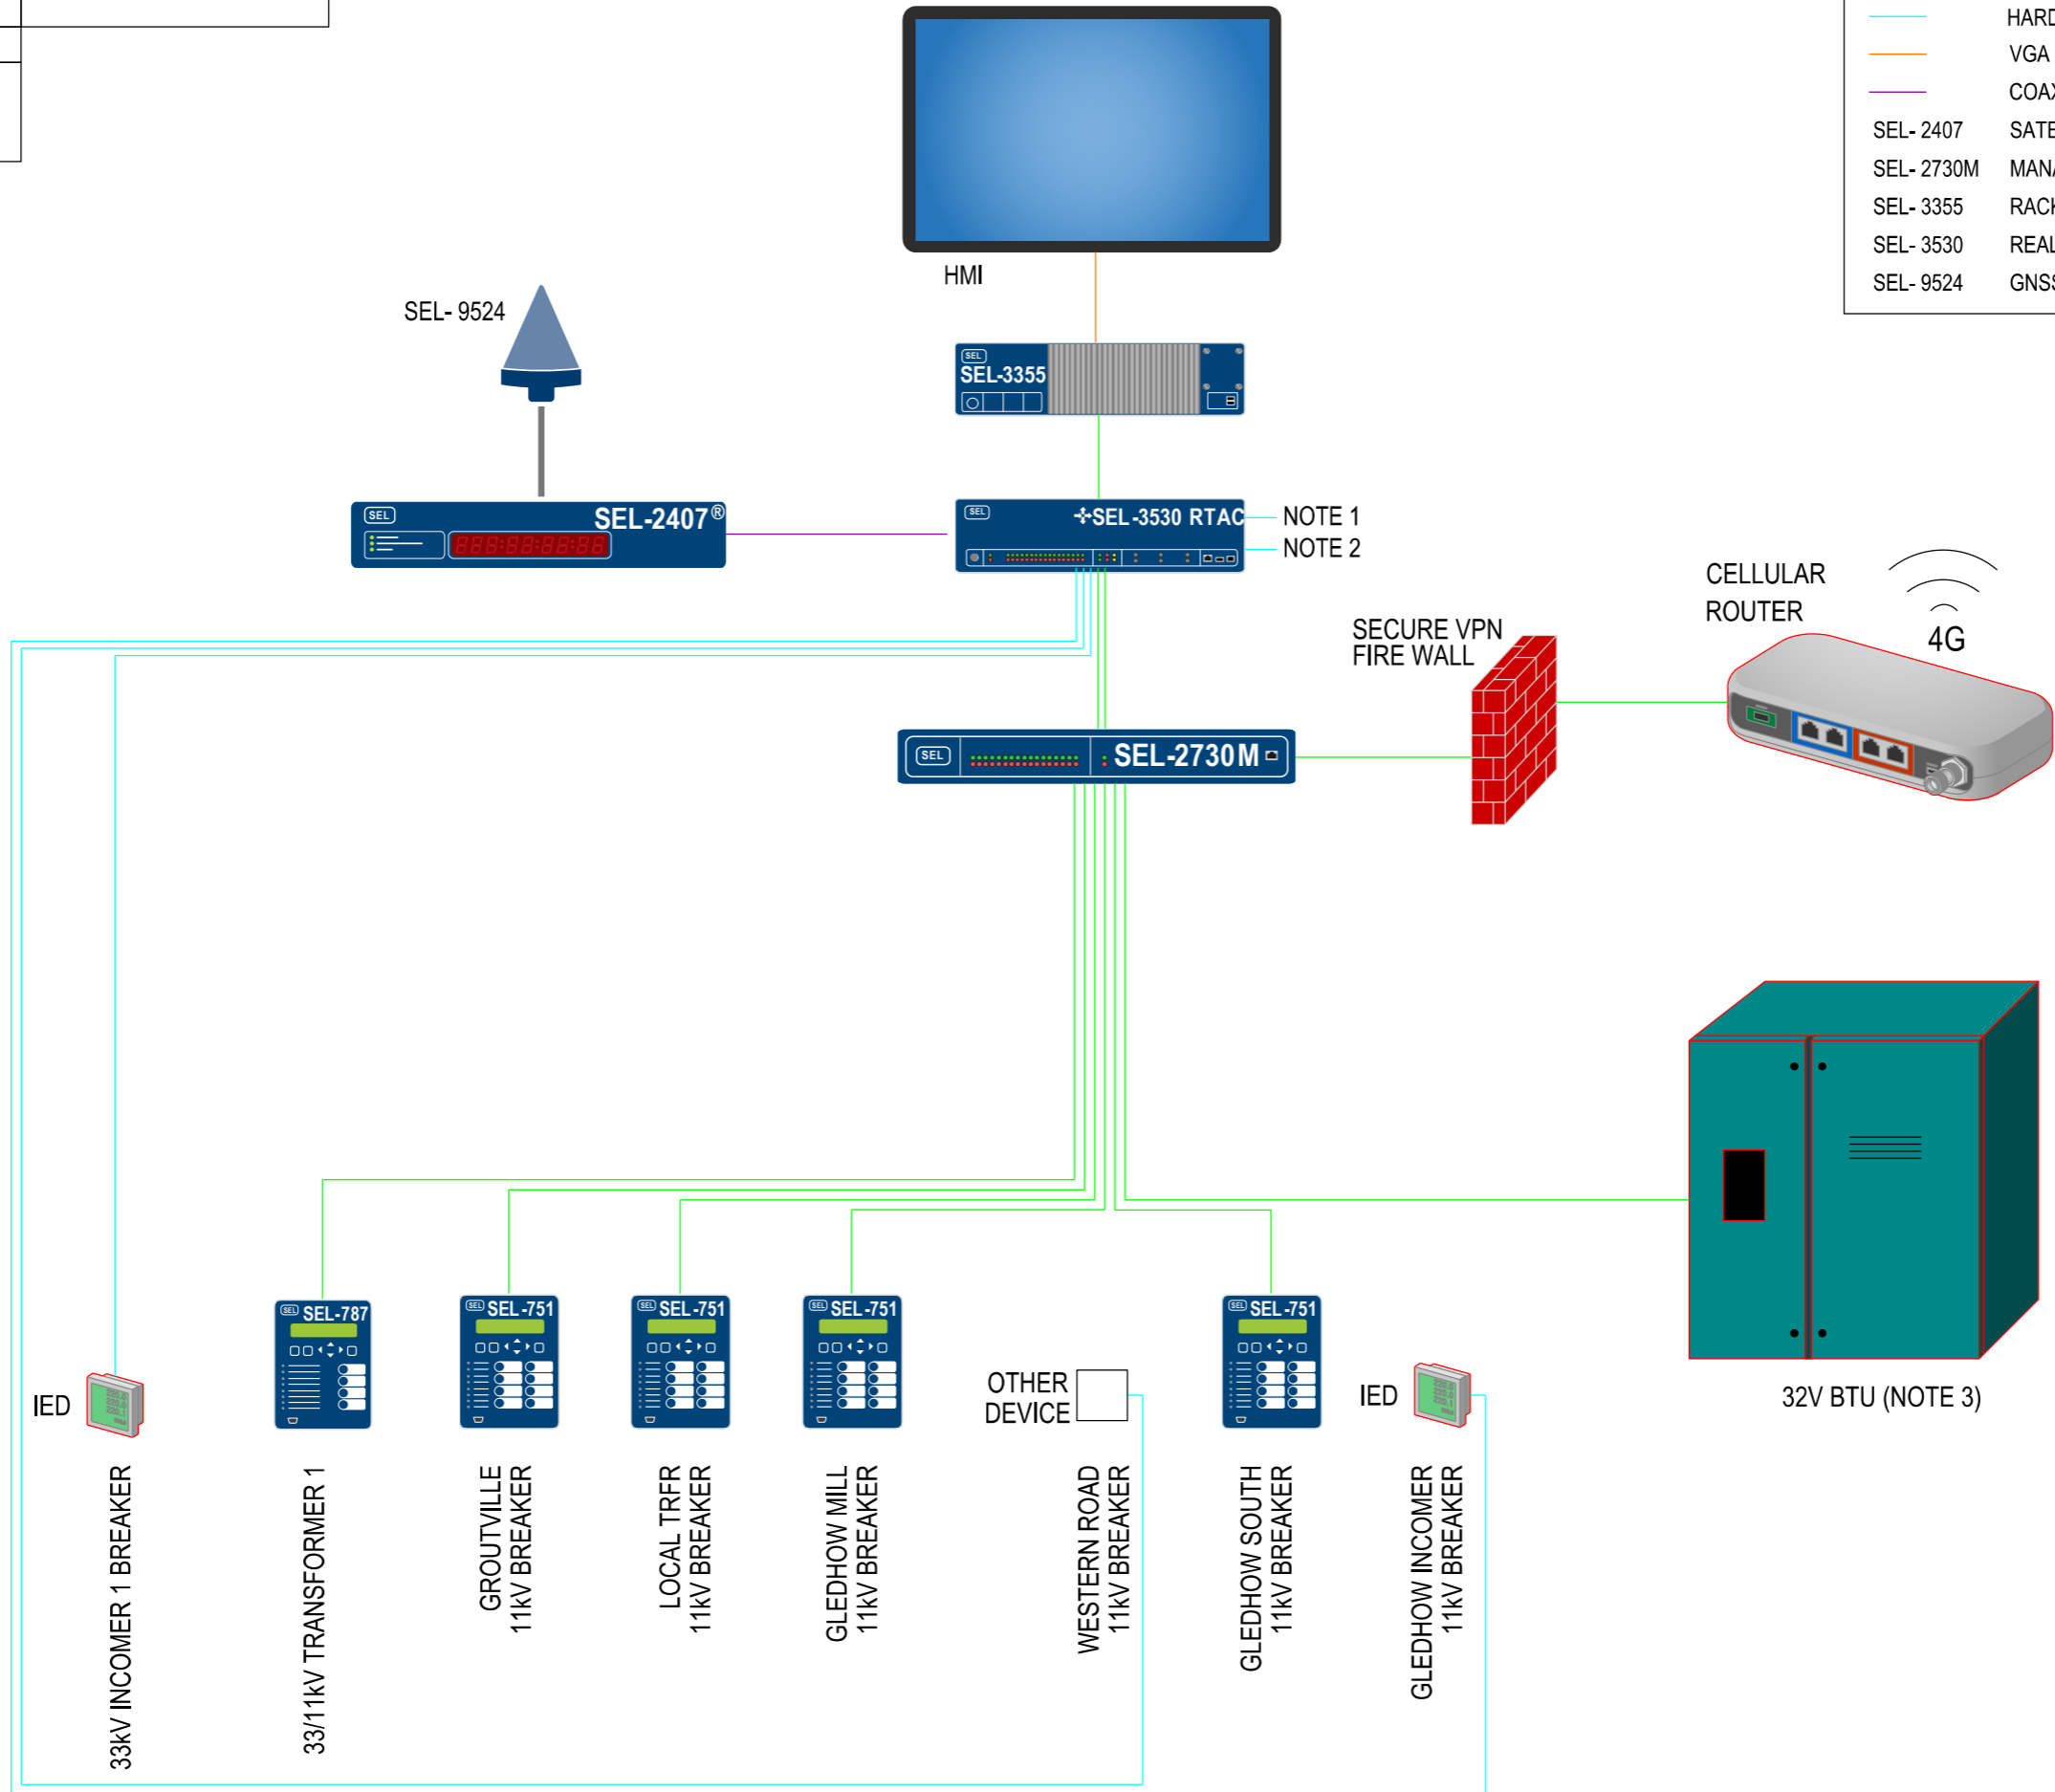 HARD
VGA
COAX
SEL- 2407 SATE
SEL- 2730M MANA
SEL- 3355 RACK
SEL- 3530 REAL
SEL- 9524 GNSS
HMI
SEL- 9524
SEL
SEL-3355
SEL
SEL-2407®
SEL
SEL-3530 RTAC
NOTE 1
NOTE 2
CELLULAR
ROUTER
4G
SECURE VPN
FIRE WALL
SEL
SEL-2730M
SEL SEL-787
SEL SEL-751
SEL SEL-751
SEL SEL-751
SEL SEL-751
IED
OTHER
DEVICE
IED
32V BTU (NOTE 3)
33kV INCOMER 1 BREAKER
33/11kV TRANSFORMER 1
GROUTVILLE
11kV BREAKER
LOCAL TRFR
11kV BREAKER
GLEDHOW MILL
11kV BREAKER
WESTERN ROAD
11kV BREAKER
GLEDHOW SOUTH
11kV BREAKER
GLEDHOW INCOMER
11kV BREAKER